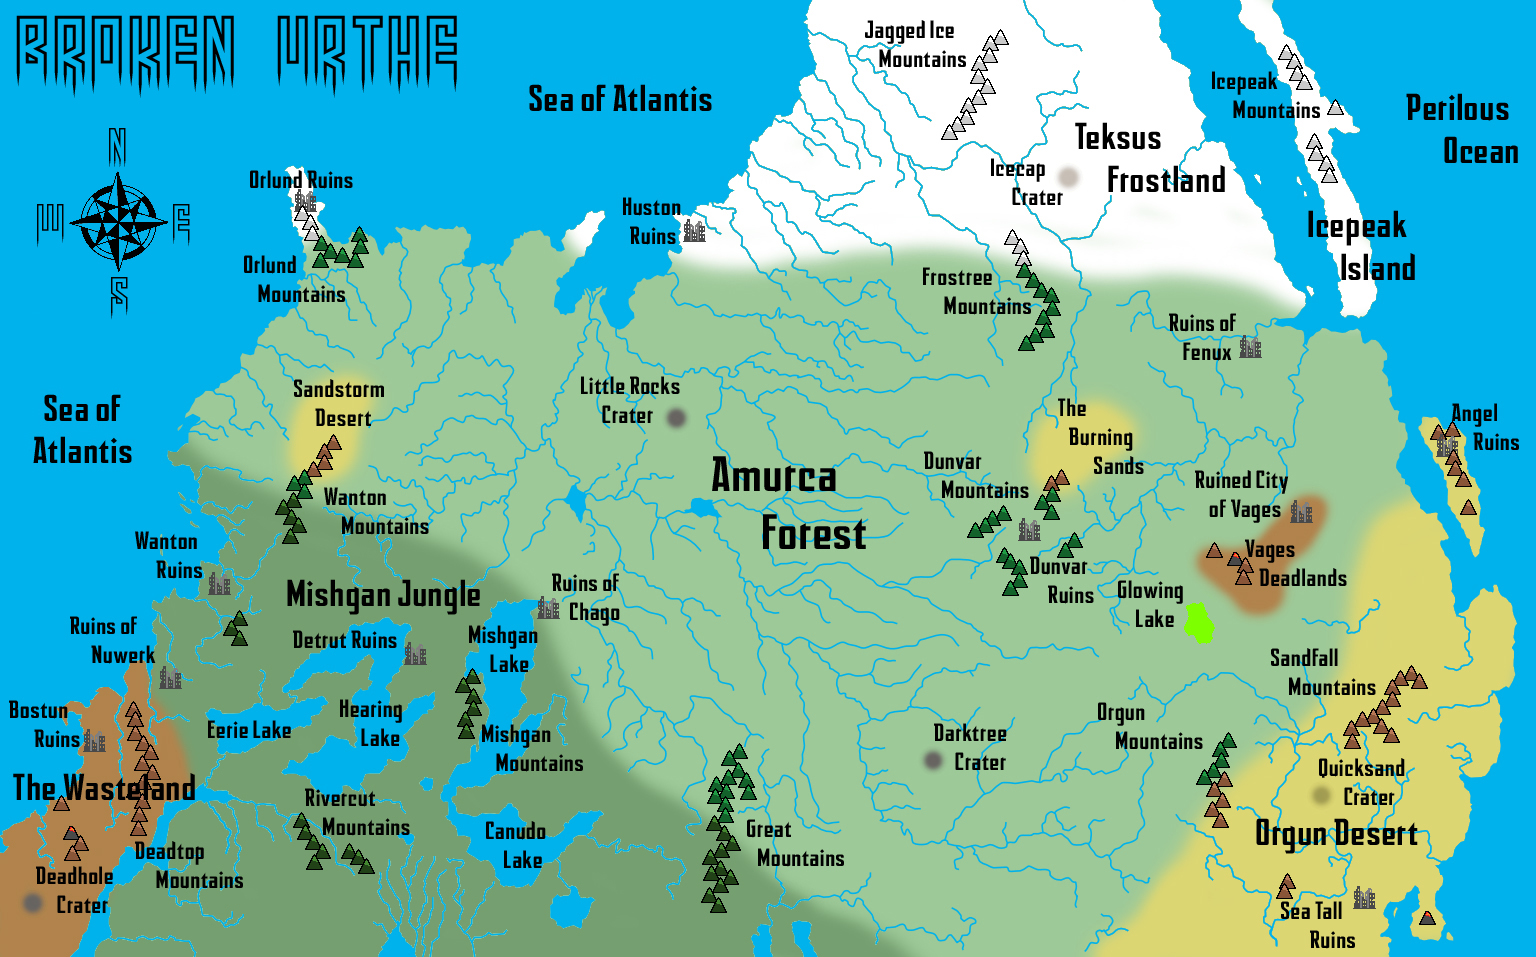 BROKEN URTHE
N
W
E
S
Sea of Atlantis
Jagged Ice
Mountains
Icepeak
Mountains
Perilous
Ocean
Teksus
Frostland
Icecap
Crater
Icepeak
Island
Orlund Ruins
Huston
Ruins
Orlund
Mountains
Frostree
Mountains
Ruins of
Fenux
Sandstorm
Desert
Little Rocks
Crater
The
Burning
Sands
Sea of
Atlantis
Angel
Ruins
Amurca
Forest
Dunvar
Mountains
Ruined City
of Vages
Wanton
Mountains
Wanton
Ruins
Vages
Deadlands
Dunvar
Ruins
Glowing
Lake
Mishgan Jungle
Ruins of
Chago
Ruins of
Nuwerk
Detrut Ruins
Mishgan
Lake
Sandfall
Mountains
Bostun
Ruins
Eerie Lake
Hearing
Lake
Mishgan
Mountains
Darktree
Crater
Orgun
Mountains
The Wasteland
Rivercut
Mountains
Quicksand
Crater
Canudo
Lake
Great
Mountains
Orgun Desert
Deadtop
Mountains
Deadhole
Crater
Sea Tall
Ruins